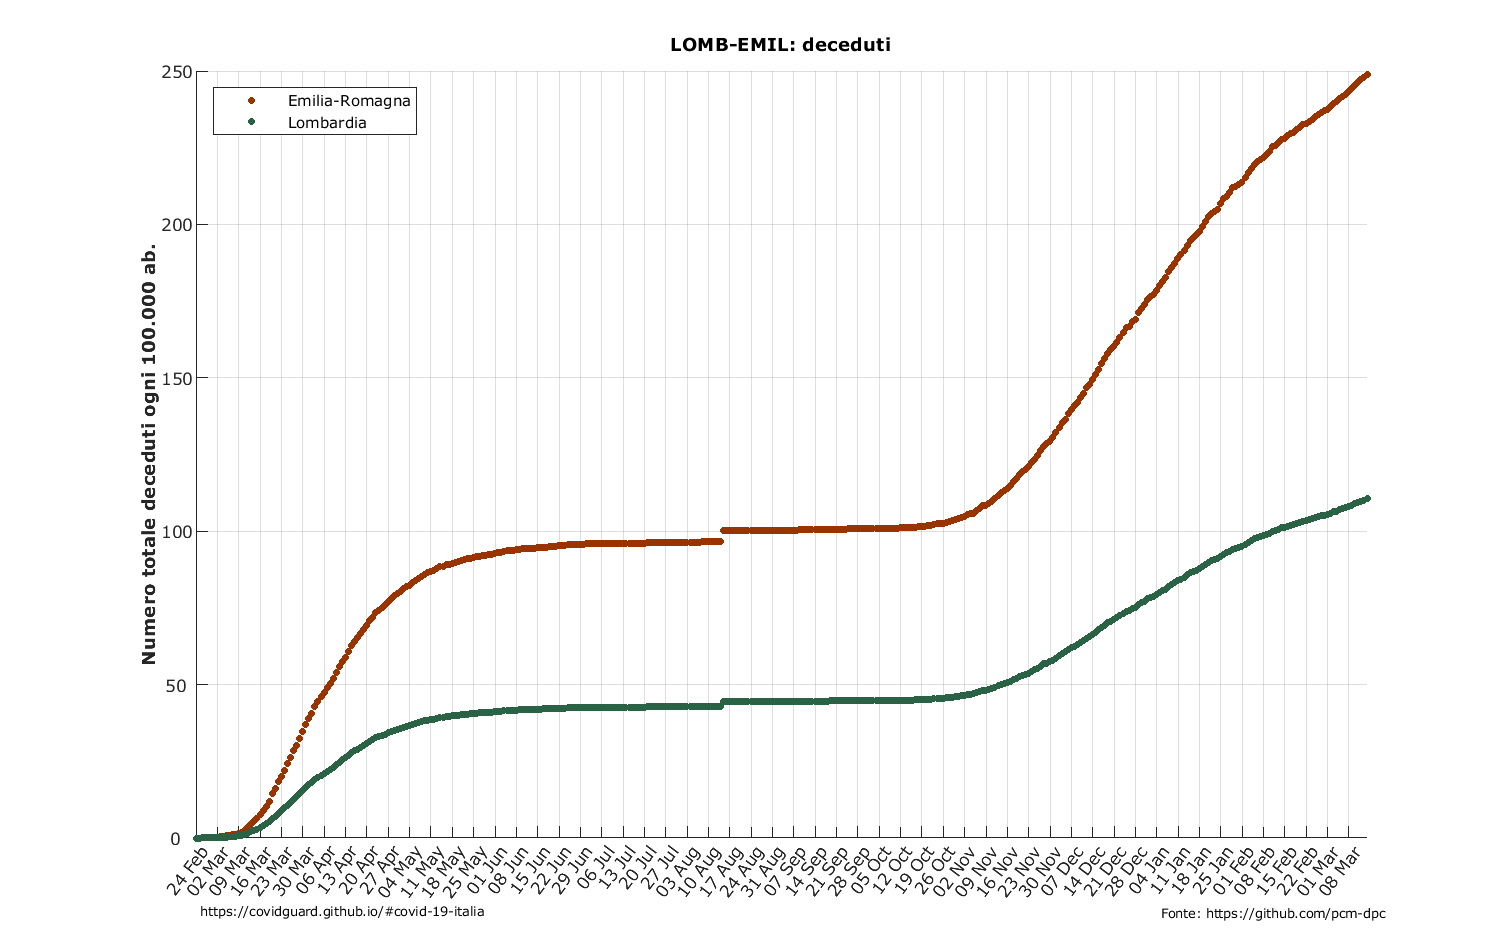 LOMB-EMIL: deceduti
Emilia-Romagna
Lombardia
Numero totale deceduti ogni 100.000 ab.
250
200
150
100
50
0
24 Feb
02 Mar
09 Mar
16 Mar
23 Mar
30 Mar
06 Apr
13 Apr
20 Apr
27 Apr
04 May
11 May
18 May
25 May
01 Jun
08 Jun
15 Jun
22 Jun
29 Jun
06 Jul
13 Jul
20 Jul
27 Jul
03 Aug
10 Aug
17 Aug
24 Aug
31 Aug
07 Sep
14 Sep
21 Sep
28 Sep
05 Oct
12 Oct
19 Oct
26 Oct
02 Nov
09 Nov
16 Nov
23 Nov
30 Nov
07 Dec
14 Dec
21 Dec
28 Dec
04 Jan
11 Jan
18 Jan
25 Jan
01 Feb
08 Feb
15 Feb
22 Feb
01 Mar
08 Mar
https://covidguard.github.io/#covid-19-italia
Fonte: https://github.com/pcm-dpc